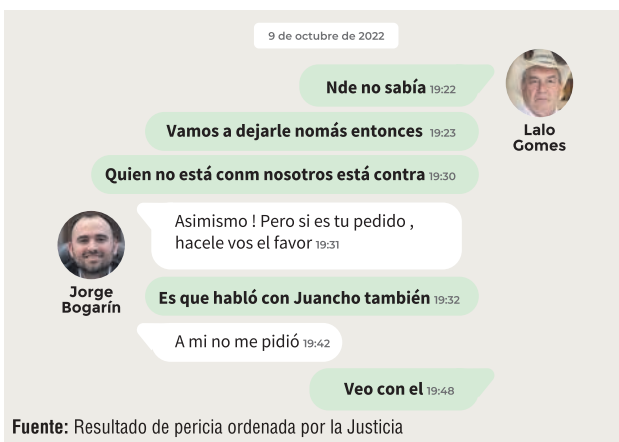 9 de octubre de 2022
Nde no sabía 19:22
Lalo
Gomes
Vamos a dejarle nomás entonces 19:23
Quien no está conm nosotros está contra 19:30
Asimismo ! Pero si es tu pedido ,
hacele vos el favor 19:31
Jorge
Bogarín
Es que habló con Juancho también 19:32
A mi no me pidió 19:42
Veo con el 19:48
Fuente: Resultado de pericia ordenada por la Justicia